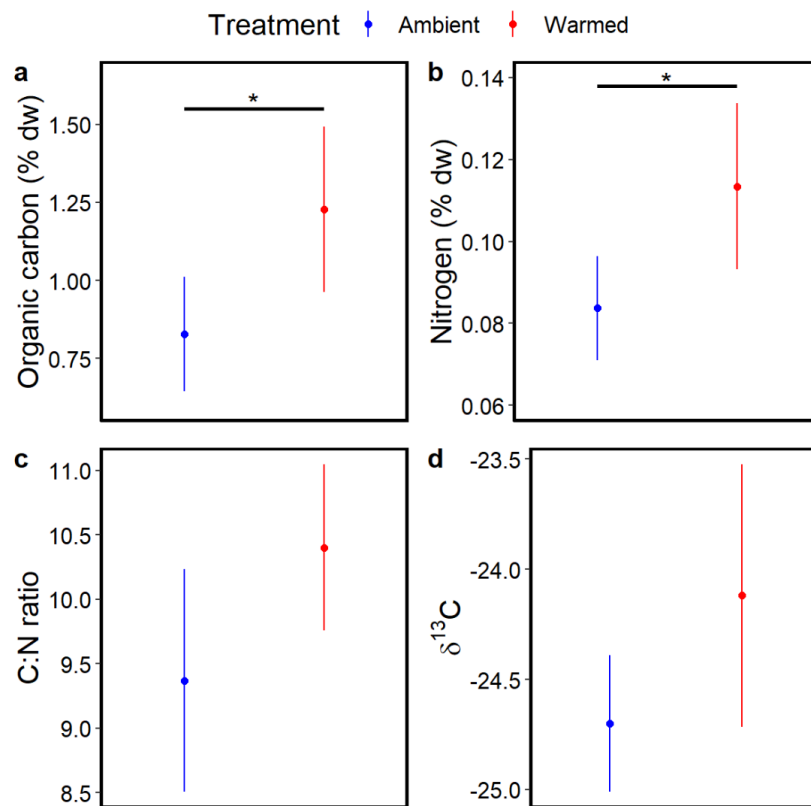 Treatment Ambient Warmed
a
Organic carbon (% dw)
1.50
1.25
1.00
0.75
*
b
Nitrogen (% dw)
0.14
0.12
0.10
0.08
0.06
*
c
C:N ratio
11.0
10.5
10.0
9.5
9.0
8.5
d
δ¹³C
-23.5
-24.0
-24.5
-25.0